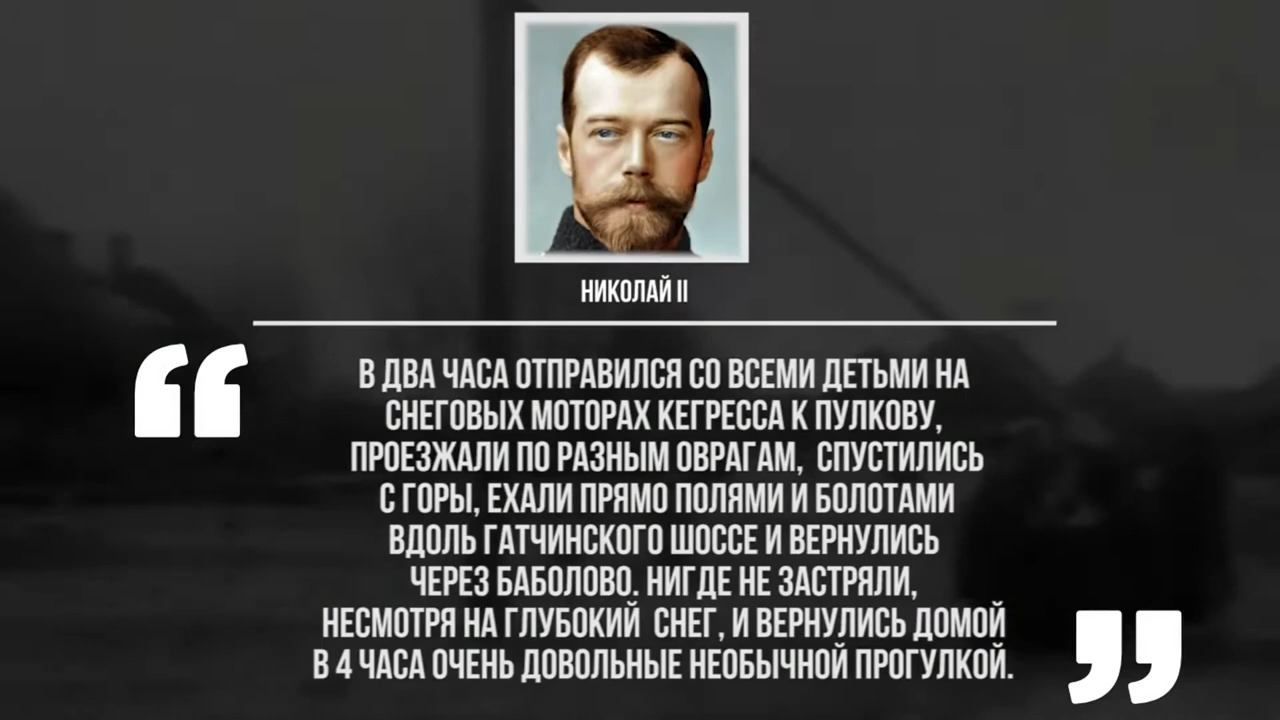 НИКОЛАЙ II
“
В ДВА ЧАСА ОТПРАВИЛСЯ СО ВСЕМИ ДЕТЬМИ НА
СНЕГОВЫХ МОТОРАХ КЕГРЕССА К ПУЛКОВУ,
ПРОЕЗЖАЛИ ПО РАЗНЫМ ОВРАГАМ, СПУСТИЛИСЬ
С ГОРЫ, ЕХАЛИ ПРЯМО ПОЛЯМИ И БОЛОТАМИ
ВДОЛЬ ГАТЧИНСКОГО ШОССЕ И ВЕРНУЛИСЬ
ЧЕРЕЗ БАБОЛОВО. НИГДЕ НЕ ЗАСТРЯЛИ,
НЕСМОТРЯ НА ГЛУБОКИЙ СНЕГ, И ВЕРНУЛИСЬ ДОМОЙ
В 4 ЧАСА ОЧЕНЬ ДОВОЛЬНЫЕ НЕОБЫЧНОЙ ПРОГУЛКОЙ.
”